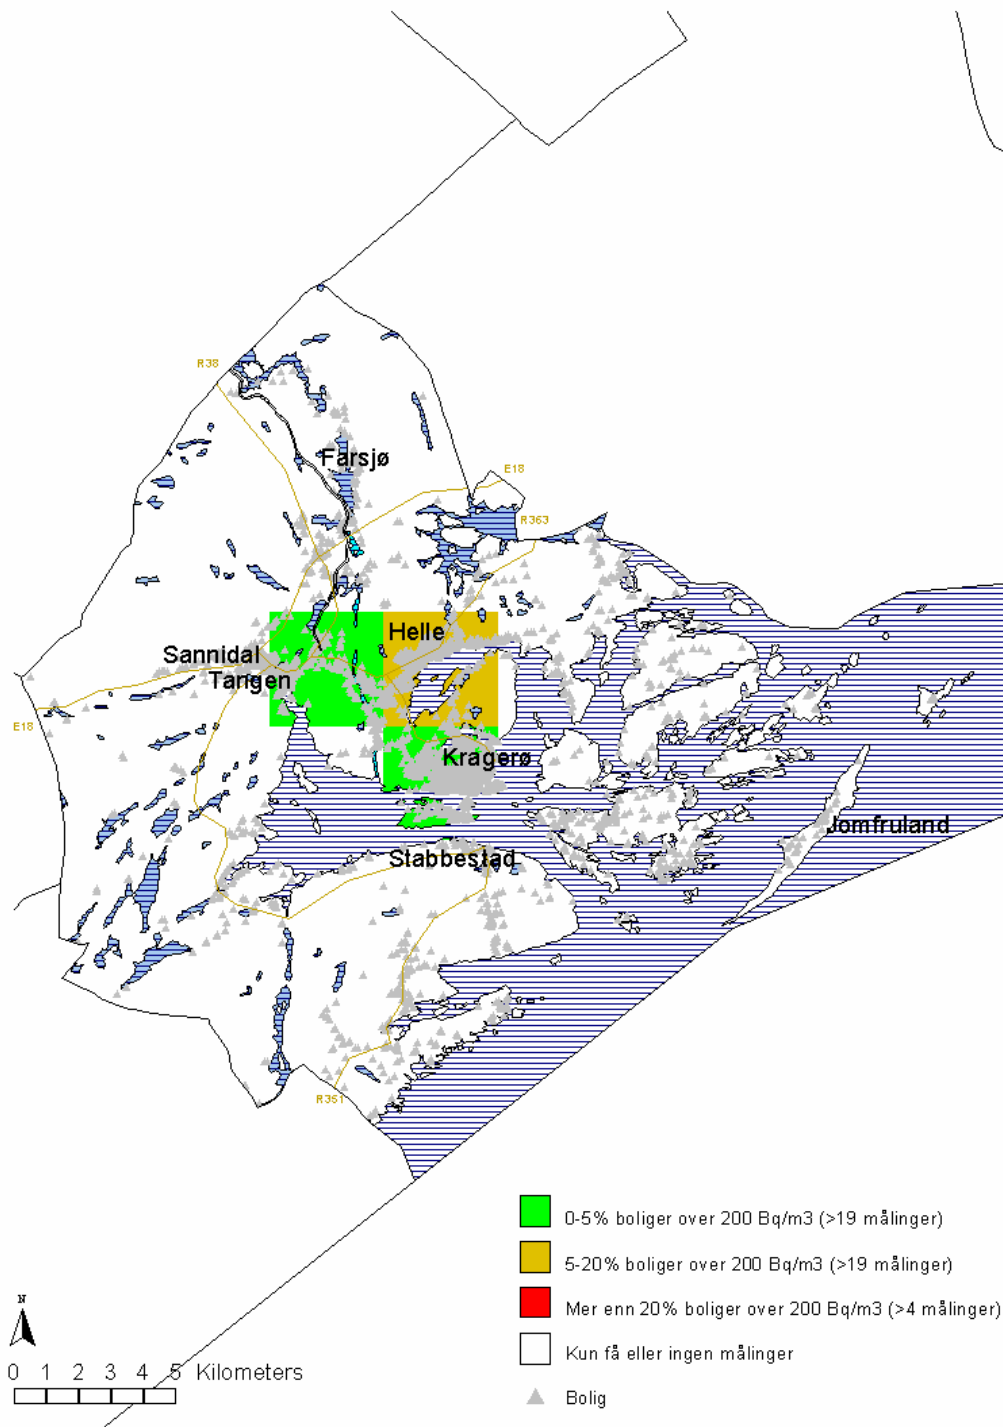 R38
Farsjø
E18
R363
Helle
Sannidal
Tangen
E18
Kragerø
Jomfruland
Stabbestad
R351
0-5% boliger over 200 Bq/m3 (>19 målinger)
5-20% boliger over 200 Bq/m3 (>19 målinger)
Mer enn 20% boliger over 200 Bq/m3 (>4 målinger)
Kun få eller ingen målinger
Bolig
N
0 1 2 3 4 5 Kilometers